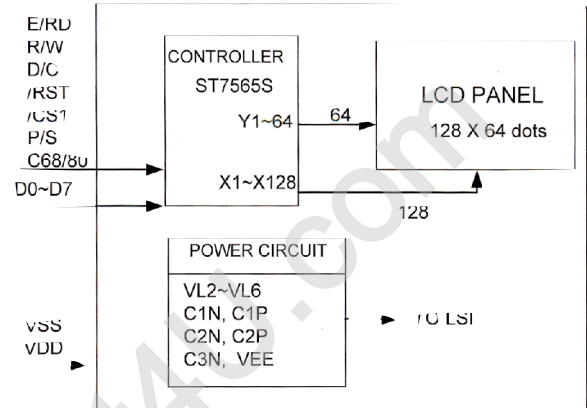 E/RD
R/W
D/C
/RST
/CS1
P/S
C68/80
D0~D7
CONTROLLER
ST7565S
Y1~64
X1~X128
64
128
LCD PANEL
128 X 64 dots
POWER CIRCUIT
VL2~VL6
C1N, C1P
C2N, C2P
C3N, VEE
LSI
VSS
VDD